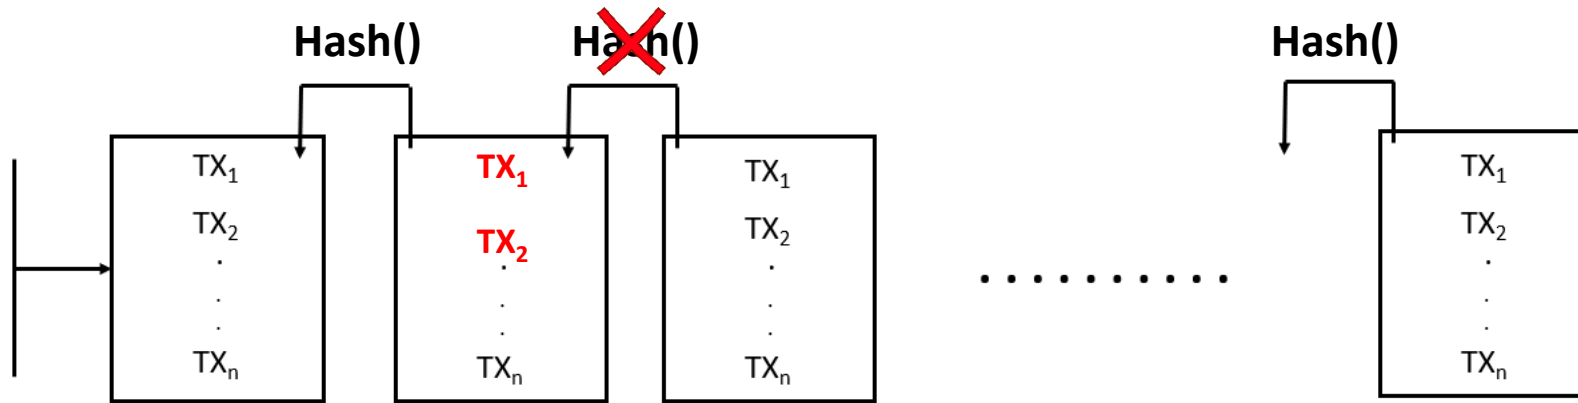 Hash() Hash() Hash()
TX₁ TX₁ TX₁ TX₁
TX₂ TX₂ TX₂ TX₂
TXₙ TXₙ TXₙ TXₙ